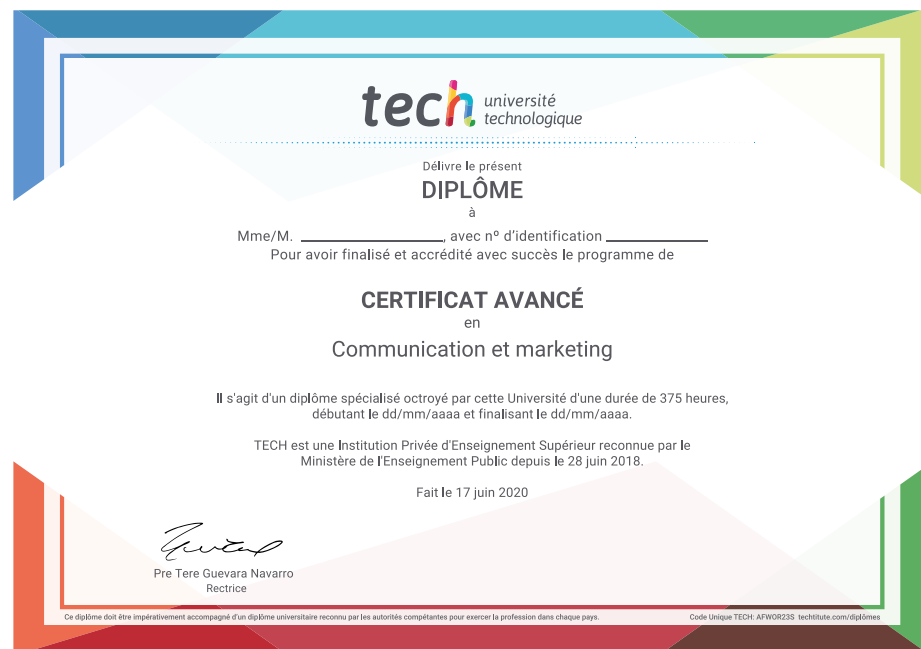 tech université
technologique
Délivre le présent
DIPLÔME
à
Mme/M. ____________________, avec nº d'identification ______________
Pour avoir finalisé et accrédité avec succès le programme de
CERTIFICAT AVANCÉ
en
Communication et marketing
Il s'agit d'un diplôme spécialisé octroyé par cette Université d'une durée de 375 heures,
débutant le dd/mm/aaaa et finalisant le dd/mm/aaaa.
TECH est une Institution Privée d'Enseignement Supérieur reconnue par le
Ministère de l'Enseignement Public depuis le 28 juin 2018.
Fait le 17 juin 2020
Pre Tere Guevara Navarro
Rectrice
Ce diplôme doit être impérativement accompagné d'un diplôme universitaire reconnu par les autorités compétentes pour exercer la profession dans chaque pays.
Code Unique TECH: AFWOR23S techtitute.com/diplômes